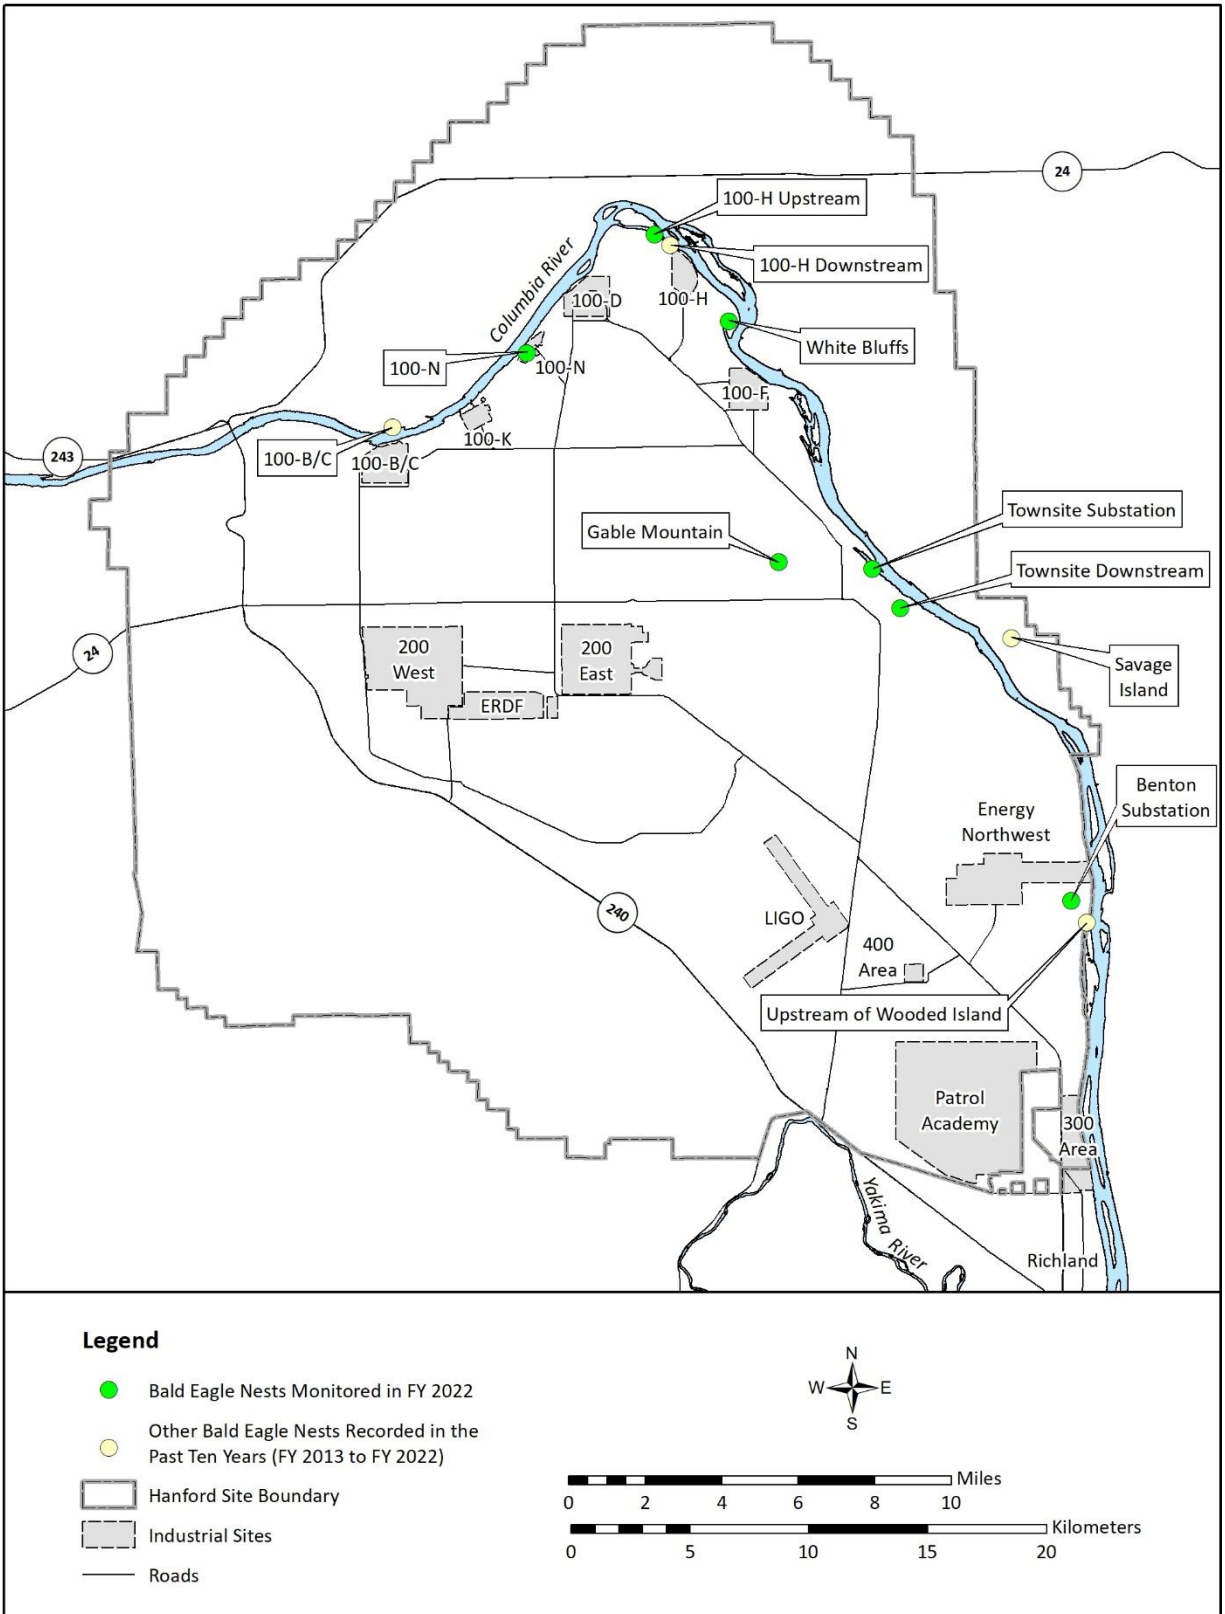 24
100-H Upstream
Columbia River
100-H Downstream
100-D
100-H
White Bluffs
100-N
100-N
100-F
100-K
243
100-B/C
100-B/C
Townsite Substation
Gable Mountain
Townsite Downstream
24
200
West
200
East
Savage
Island
ERDF
Benton
Substation
Energy
Northwest
240
LIGO
400
Area
Upstream of Wooded Island
Patrol
Academy
300
Area
Yakima
River
Richland
Legend
Bald Eagle Nests Monitored in FY 2022
Other Bald Eagle Nests Recorded in the
Past Ten Years (FY 2013 to FY 2022)
Hanford Site Boundary
Industrial Sites
Roads
N
W E
S
Miles
0 2 4 6 8 10
Kilometers
0 5 10 15 20